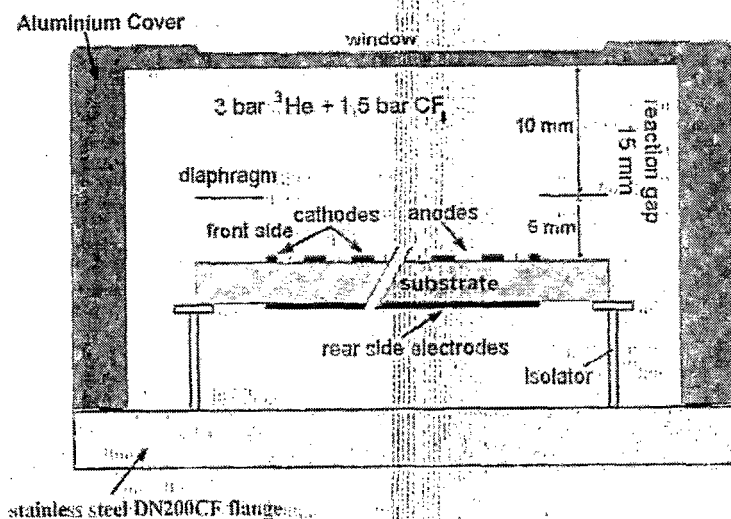 Aluminium Cover
window
3 bar ³He + 1,5 bar CF₄
10 mm
reaction gap
15 mm
diaphragm
cathodes
anodes
front side
5 mm
substrate
rear side electrodes
Isolator
stainless steel DN200CF flange